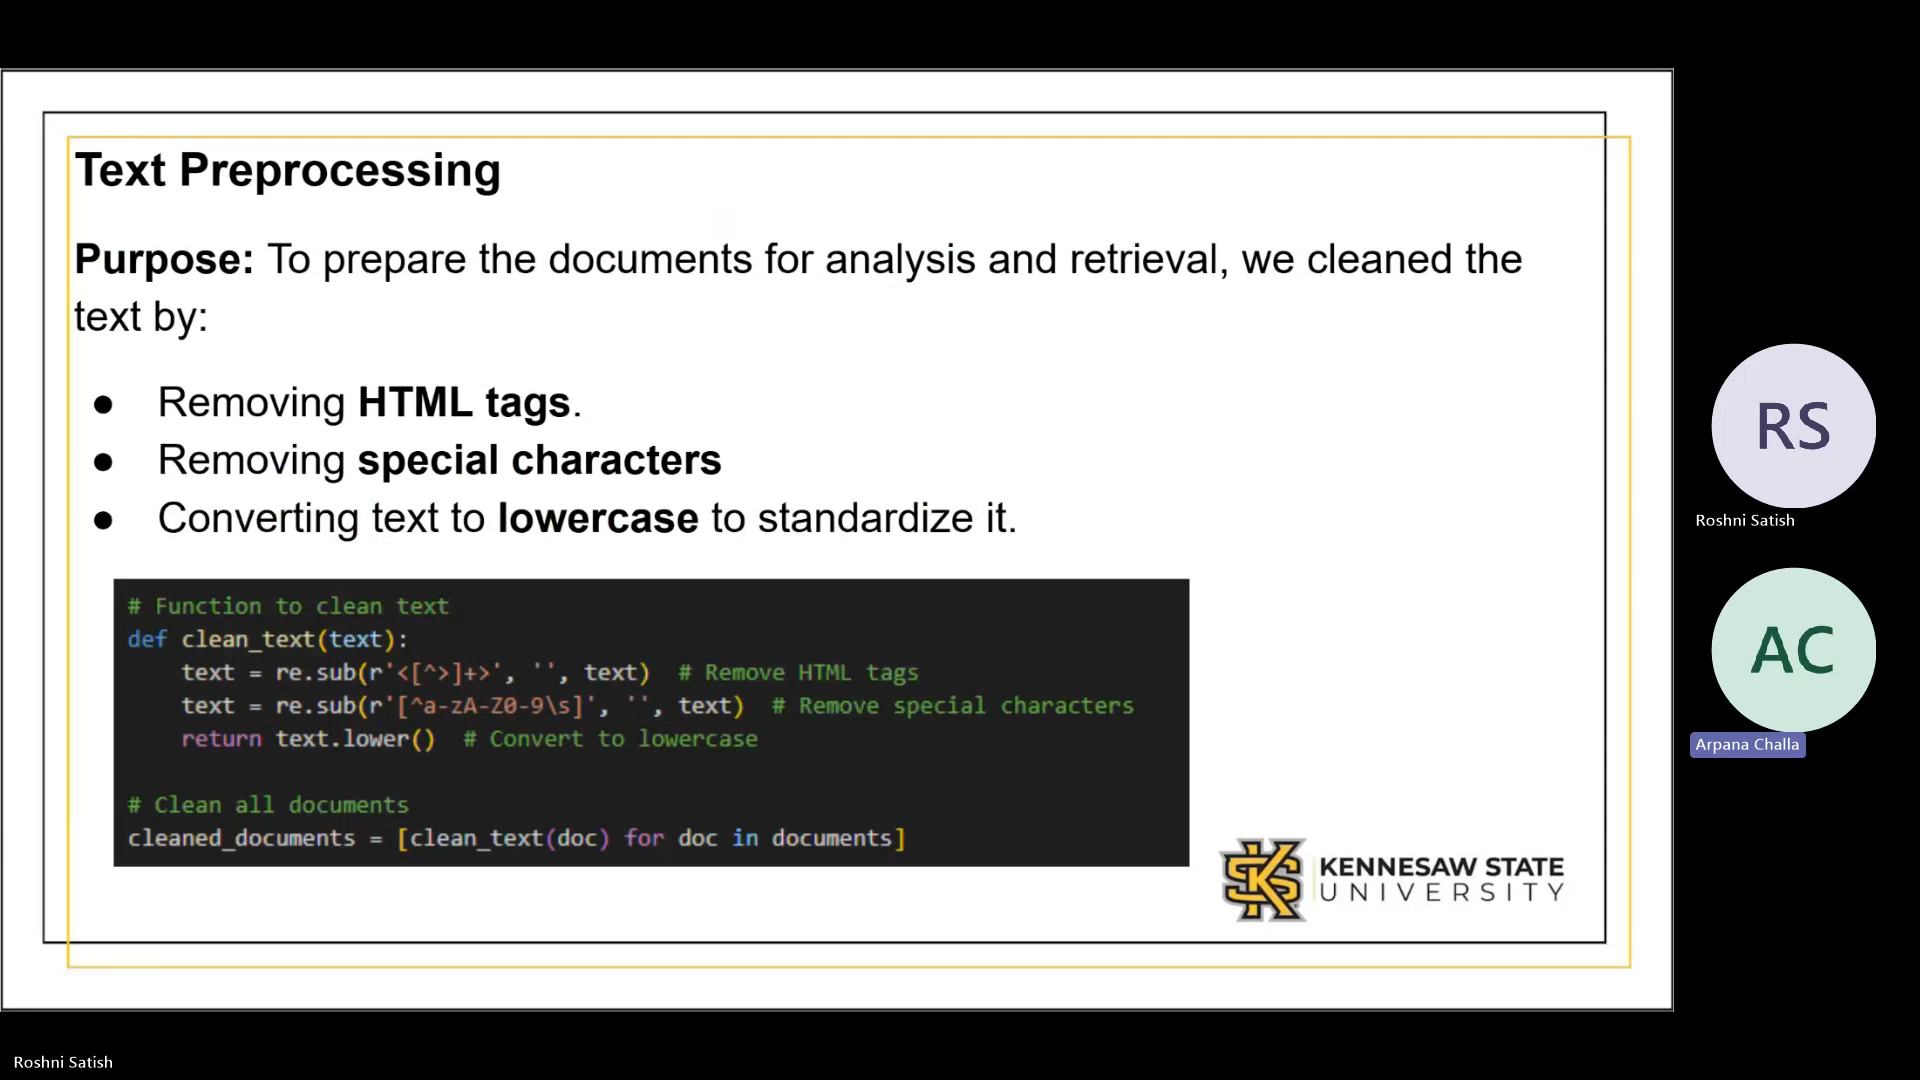 Text Preprocessing
Purpose: To prepare the documents for analysis and retrieval, we cleaned the
text by:
● Removing HTML tags.
● Removing special characters
● Converting text to lowercase to standardize it.
# Function to clean text
def clean_text(text):
    text = re.sub(r'<[^>]+>', '', text)  # Remove HTML tags
    text = re.sub(r'[^a-zA-Z0-9\s]', '', text)  # Remove special characters
    return text.lower()  # Convert to lowercase
# Clean all documents
cleaned_documents = [clean_text(doc) for doc in documents]
KENNESAW STATE
UNIVERSITY
RS
Roshni Satish
AC
Arpana Challa
Roshni Satish